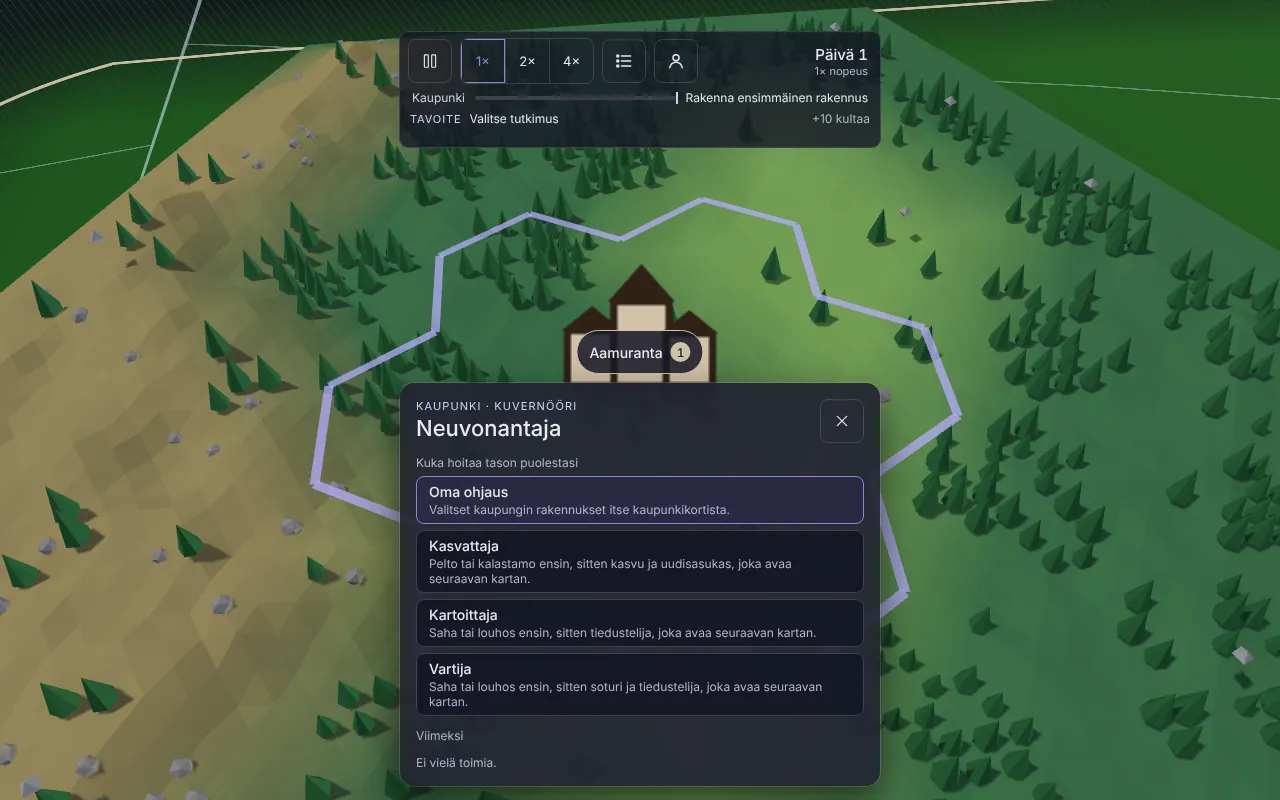 1× 2× 4× Päivä 1
1× nopeus
Kaupunki Rakenna ensimmäinen rakennus
TAVOITE Valitse tutkimus +10 kultaa
Aamuranta 1
KAUPUNKI · KUVERNÖÖRI
Neuvonantaja
Kuka hoitaa tason puolestasi
Oma ohjaus
Valitset kaupungin rakennukset itse kaupunkikortista.
Kasvattaja
Pelto tai kalastamo ensin, sitten kasvu ja uudisasukas, joka avaa
seuraavan kartan.
Kartoittaja
Saha tai louhos ensin, sitten tiedustelija, joka avaa seuraavan kartan.
Vartija
Saha tai louhos ensin, sitten soturi ja tiedustelija, joka avaa seuraavan
kartan.
Viimeksi
Ei vielä toimia.